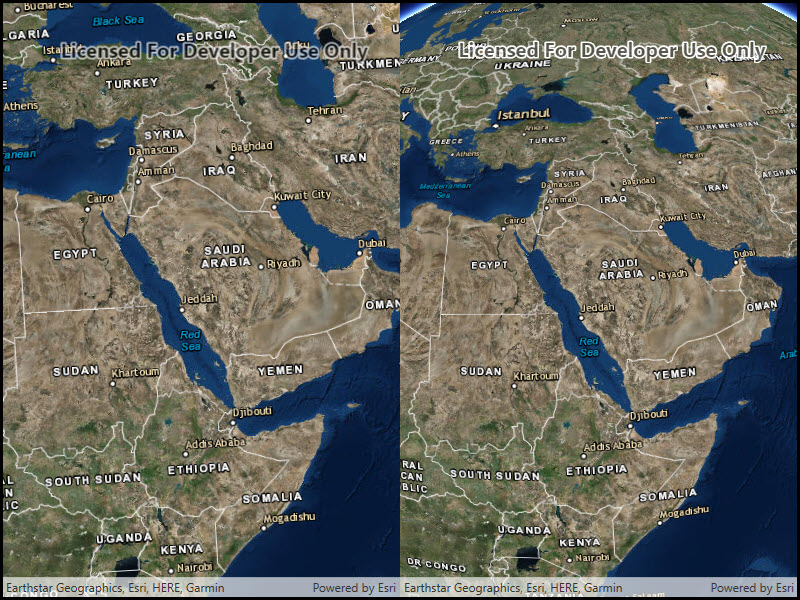 Bucharest
Black Sea
GEORGIA
Licensed For Developer Use Only
Ankara
TURKEY
TURKMEN
Athens
Tehran
SYRIA
Damascus
Baghdad
IRAN
Amman
IRAQ
Cairo
Kuwait City
EGYPT
SAUDI
ARABIA
Riyadh
Dubai
Jeddah
OMAN
Red
Sea
SUDAN
Khartoum
YEMEN
Djibouti
Addis Ababa
ETHIOPIA
SOUTH SUDAN
SOMALIA
Mogadishu
UGANDA
KENYA
Nairobi
Earthstar Geographics, Esri, HERE, Garmin
Powered by Esri
Moscow
Licensed For Developer Use Only
UKRAINE
Istanbul
Ankara
TURKEY
GREECE
Athens
TURKMENISTAN
Tehran
SYRIA
Mediterranean
Sea
Damascus
Baghdad
IRAN
Amman
IRAQ
Cairo
Kuwait City
EGYPT
SAUDI
ARABIA
Riyadh
Dubai
Jeddah
OMAN
Red
Sea
SUDAN
Khartoum
YEMEN
Djibouti
Addis Ababa
ETHIOPIA
SOUTH SUDAN
SOMALIA
Mogadishu
UGANDA
KENYA
Nairobi
DR CONGO
Earthstar Geographics, Esri, HERE, Garmin
Powered by Esri